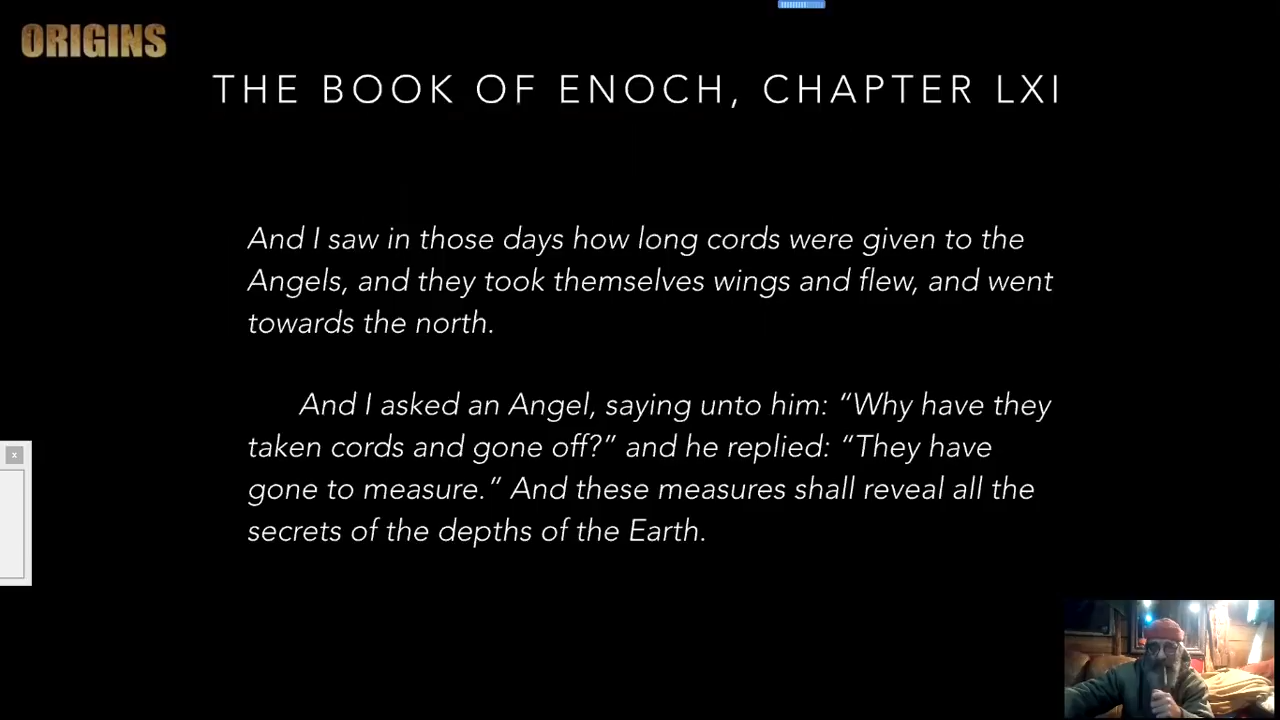 ORIGINS
THE BOOK OF ENOCH, CHAPTER LXI
And I saw in those days how long cords were given to the
Angels, and they took themselves wings and flew, and went
towards the north.
And I asked an Angel, saying unto him: “Why have they
taken cords and gone off?” and he replied: “They have
gone to measure.” And these measures shall reveal all the
secrets of the depths of the Earth.
x